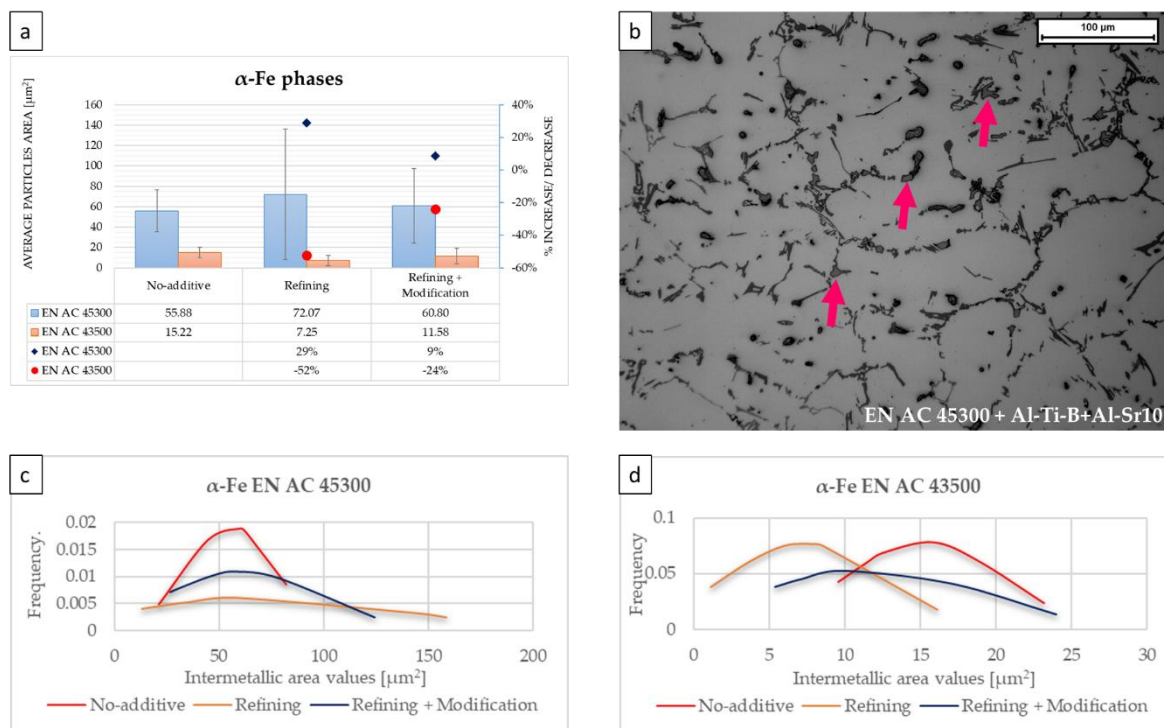 a
α-Fe phases
AVERAGE PARTICLES AREA [µm²]
160
140
120
100
80
60
40
20
0
40%
20%
0%
-20%
-40%
-60%
% INCREASE/ DECREASE
No-additive Refining Refining + Modification
EN AC 45300 55.88 72.07 60.80
EN AC 43500 15.22 7.25 11.58
EN AC 45300 29% 9%
EN AC 43500 -52% -24%
b
100 µm
EN AC 45300 + Al-Ti-B+Al-Sr10
c
α-Fe EN AC 45300
Frequency.
0.02
0.015
0.01
0.005
0
0 50 100 150 200
Intermetallic area values [µm²]
No-additive Refining Refining + Modification
d
α-Fe EN AC 43500
Frequency
0.1
0.05
0
0 5 10 15 20 25 30
Intermetallic area values [µm²]
No-additive Refining Refining + Modification